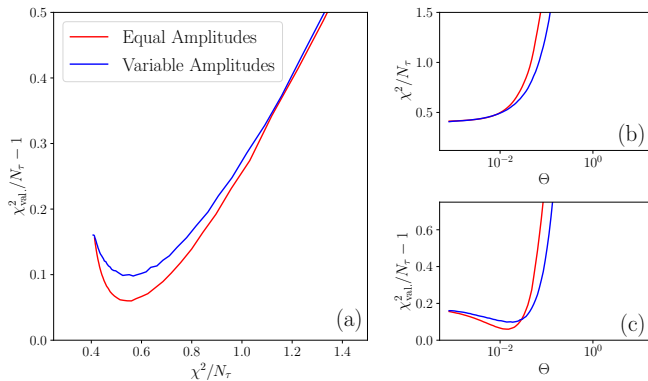 0.5
0.4
0.3
0.2
0.1
0.0
χ²val./Nτ − 1
Equal Amplitudes
Variable Amplitudes
(a)
0.4 0.6 0.8 1.0 1.2 1.4
χ²/Nτ
1.5
1.0
0.5
χ²/Nτ
(b)
10⁻² 10⁰
Θ
0.6
0.4
0.2
0.0
χ²val./Nτ − 1
(c)
10⁻² 10⁰
Θ